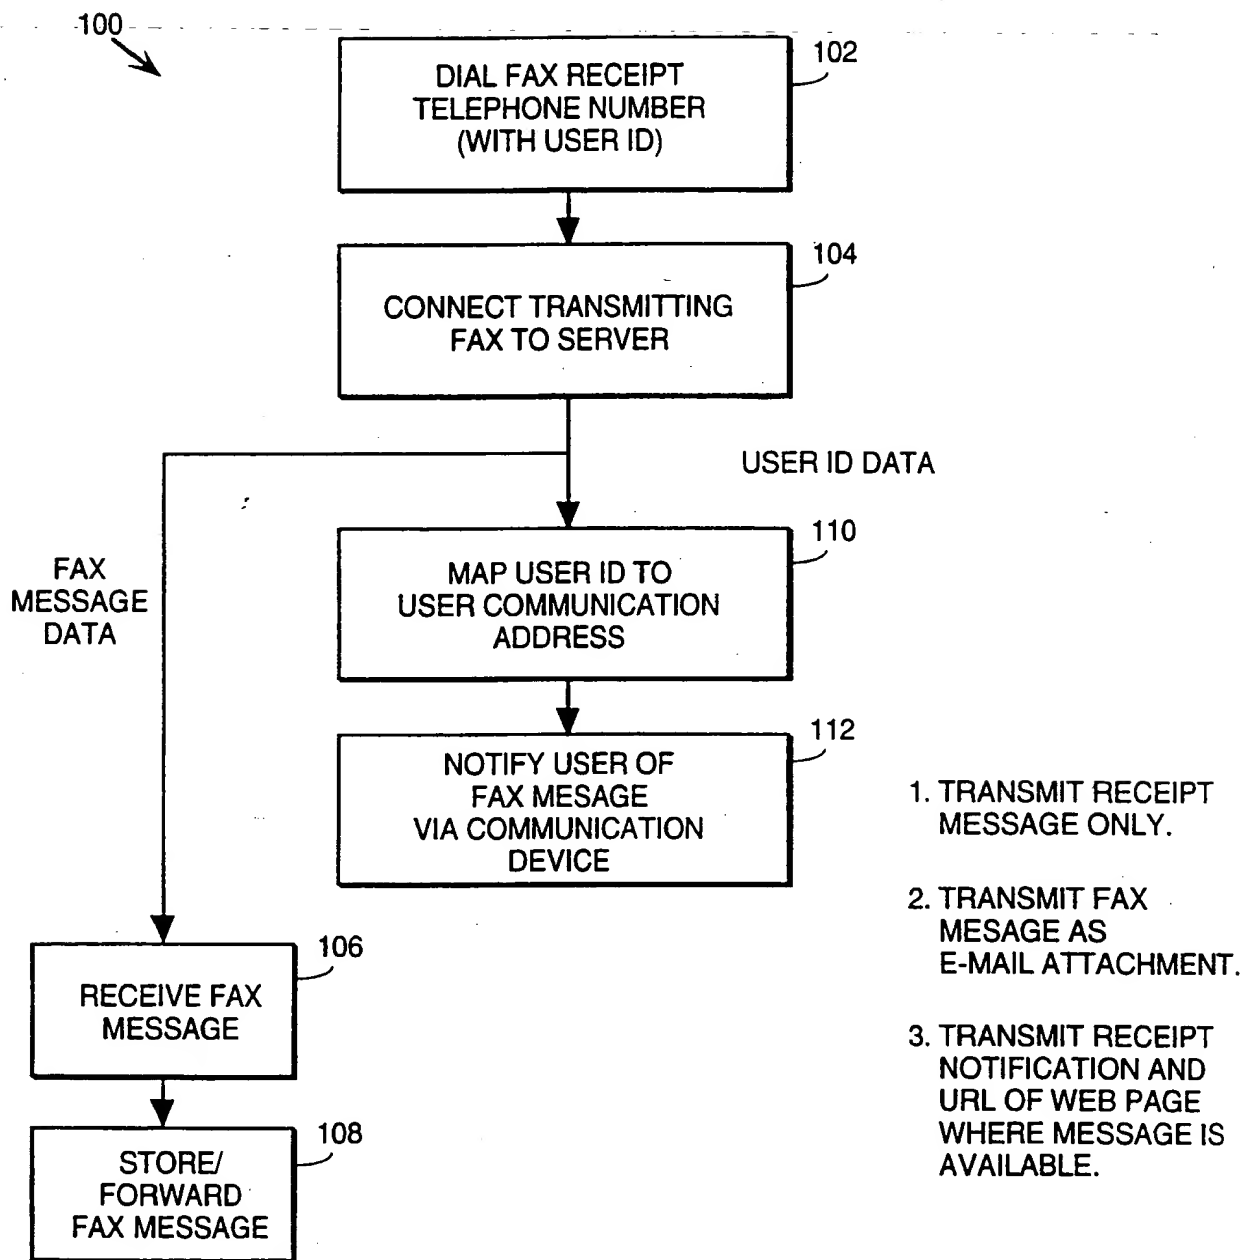 100
102
DIAL FAX RECEIPT
TELEPHONE NUMBER
(WITH USER ID)
104
CONNECT TRANSMITTING
FAX TO SERVER
USER ID DATA
FAX
MESSAGE
DATA
110
MAP USER ID TO
USER COMMUNICATION
ADDRESS
112
NOTIFY USER OF
FAX MESAGE
VIA COMMUNICATION
DEVICE
1. TRANSMIT RECEIPT
MESSAGE ONLY.
2. TRANSMIT FAX
MESAGE AS
E-MAIL ATTACHMENT.
3. TRANSMIT RECEIPT
NOTIFICATION AND
URL OF WEB PAGE
WHERE MESSAGE IS
AVAILABLE.
106
RECEIVE FAX
MESSAGE
108
STORE/
FORWARD
FAX MESSAGE